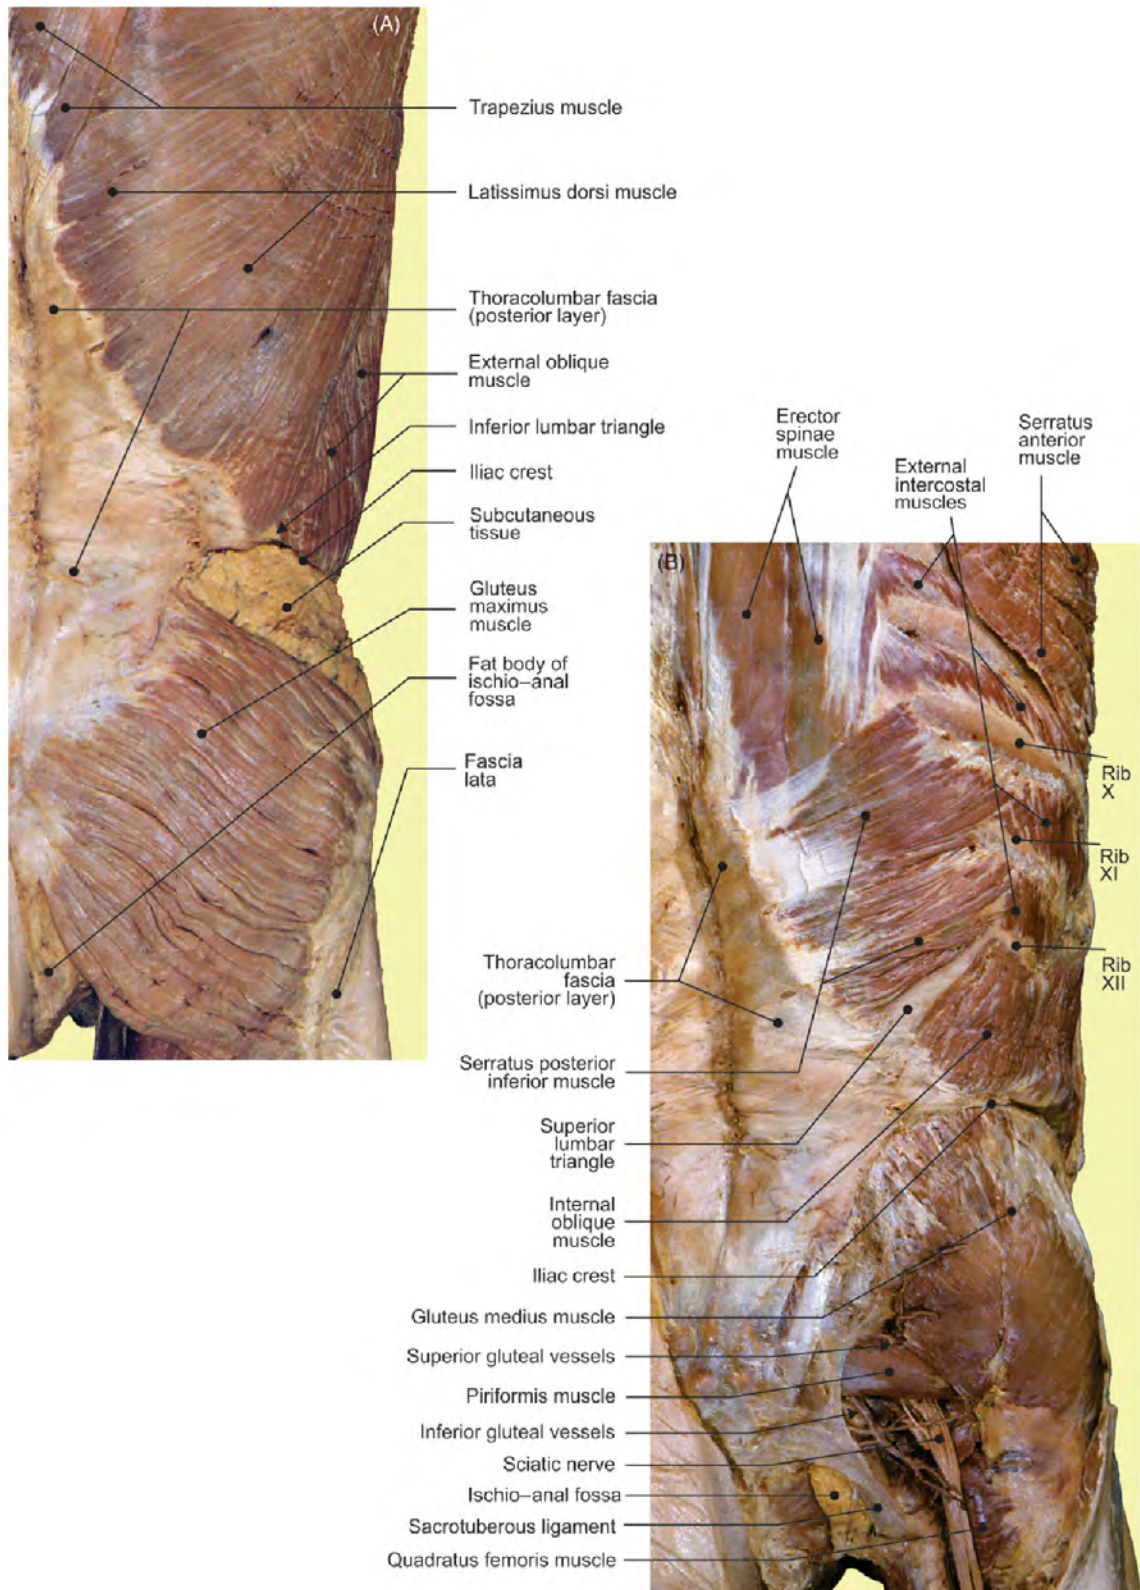 (A)
Trapezius muscle
Latissimus dorsi muscle
Thoracolumbar fascia
(posterior layer)
External oblique
muscle
Inferior lumbar triangle
Iliac crest
Subcutaneous
tissue
Gluteus
maximus
muscle
Fat body of
ischio–anal
fossa
Fascia
lata
Erector
spinae
muscle
External
intercostal
muscles
Serratus
anterior
muscle
(B)
Rib
X
Rib
XI
Rib
XII
Thoracolumbar
fascia
(posterior layer)
Serratus posterior
inferior muscle
Superior
lumbar
triangle
Internal
oblique
muscle
Iliac crest
Gluteus medius muscle
Superior gluteal vessels
Piriformis muscle
Inferior gluteal vessels
Sciatic nerve
Ischio–anal fossa
Sacrotuberous ligament
Quadratus femoris muscle